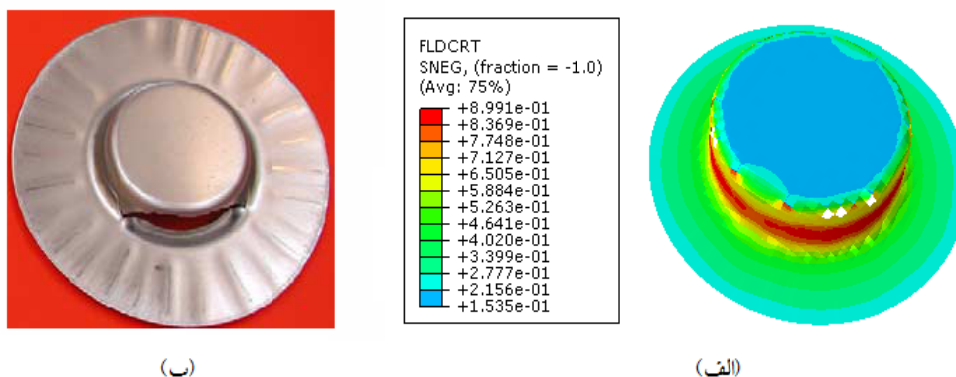 FLDCRT
SNEG, (fraction = -1.0)
(Avg: 75%)
+8.991e-01
+8.369e-01
+7.748e-01
+7.127e-01
+6.505e-01
+5.884e-01
+5.263e-01
+4.641e-01
+4.020e-01
+3.399e-01
+2.777e-01
+2.156e-01
+1.535e-01
(الف)
(ب)